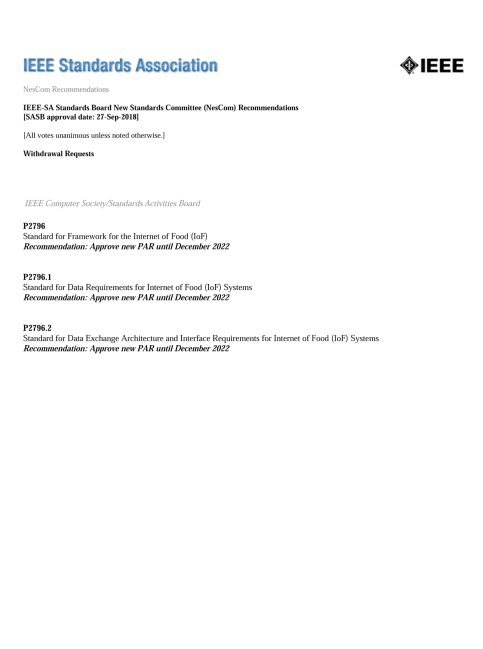 IEEE Standards Association
IEEE
NesCom Recommendations
IEEE-SA Standards Board New Standards Committee (NesCom) Recommendations
[SASB approval date: 27-Sep-2018]
[All votes unanimous unless noted otherwise.]
Withdrawal Requests
IEEE Computer Society/Standards Activities Board
P2796
Standard for Framework for the Internet of Food (IoF)
Recommendation: Approve new PAR until December 2022
P2796.1
Standard for Data Requirements for Internet of Food (IoF) Systems
Recommendation: Approve new PAR until December 2022
P2796.2
Standard for Data Exchange Architecture and Interface Requirements for Internet of Food (IoF) Systems
Recommendation: Approve new PAR until December 2022